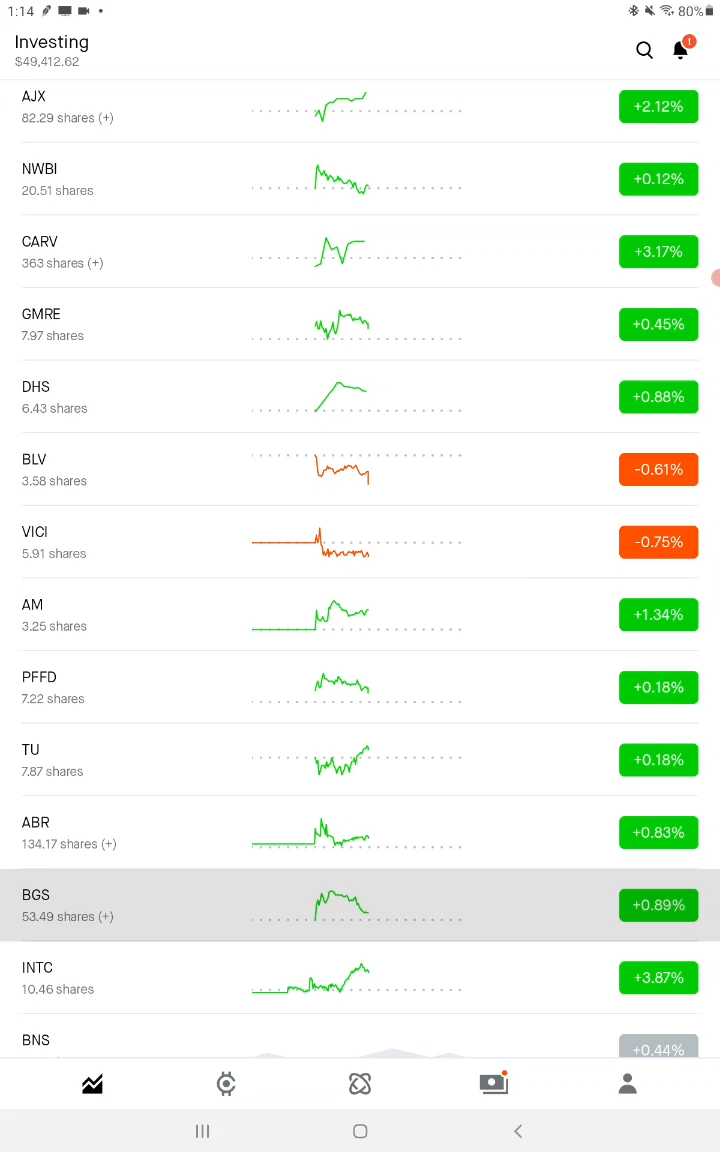 1:14
80%
Investing
$49,412.62
!
AJX
82.29 shares (+)
+2.12%
NWBI
20.51 shares
+0.12%
CARV
363 shares (+)
+3.17%
GMRE
7.97 shares
+0.45%
DHS
6.43 shares
+0.88%
BLV
3.58 shares
-0.61%
VICI
5.91 shares
-0.75%
AM
3.25 shares
+1.34%
PFFD
7.22 shares
+0.18%
TU
7.87 shares
+0.18%
ABR
134.17 shares (+)
+0.83%
BGS
53.49 shares (+)
+0.89%
INTC
10.46 shares
+3.87%
BNS
+0.44%